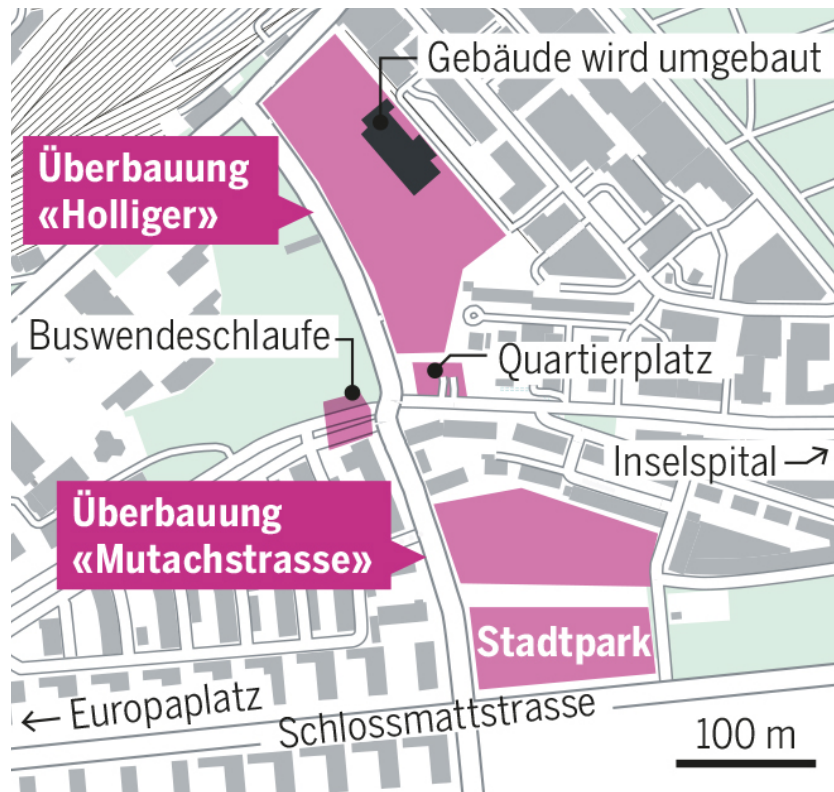 Gebäude wird umgebaut
Überbauung
«Holliger»
Buswendeschlaufe
Quartierplatz
Inselspital →
Überbauung
«Mutachstrasse»
Stadtpark
← Europaplatz
Schlossmattstrasse
100 m